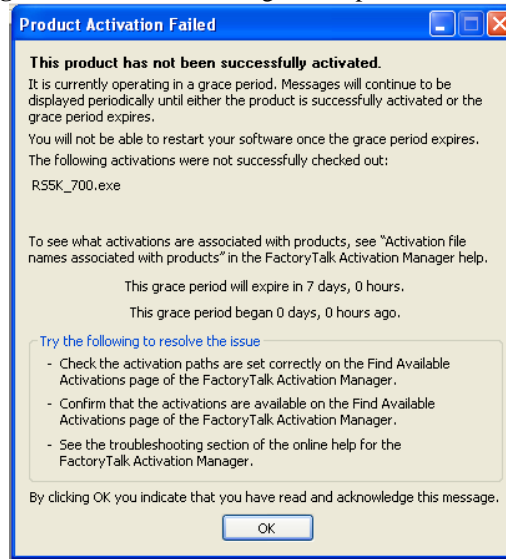 Product Activation Failed
This product has not been successfully activated.
It is currently operating in a grace period. Messages will continue to be
displayed periodically until either the product is successfully activated or the
grace period expires.
You will not be able to restart your software once the grace period expires.
The following activations were not successfully checked out:
RS5K_700.exe
To see what activations are associated with products, see "Activation file
names associated with products" in the FactoryTalk Activation Manager help.
This grace period will expire in 7 days, 0 hours.
This grace period began 0 days, 0 hours ago.
Try the following to resolve the issue
- Check the activation paths are set correctly on the Find Available
Activations page of the FactoryTalk Activation Manager.
- Confirm that the activations are available on the Find Available
Activations page of the FactoryTalk Activation Manager.
- See the troubleshooting section of the online help for the
FactoryTalk Activation Manager.
By clicking OK you indicate that you have read and acknowledge this message.
OK